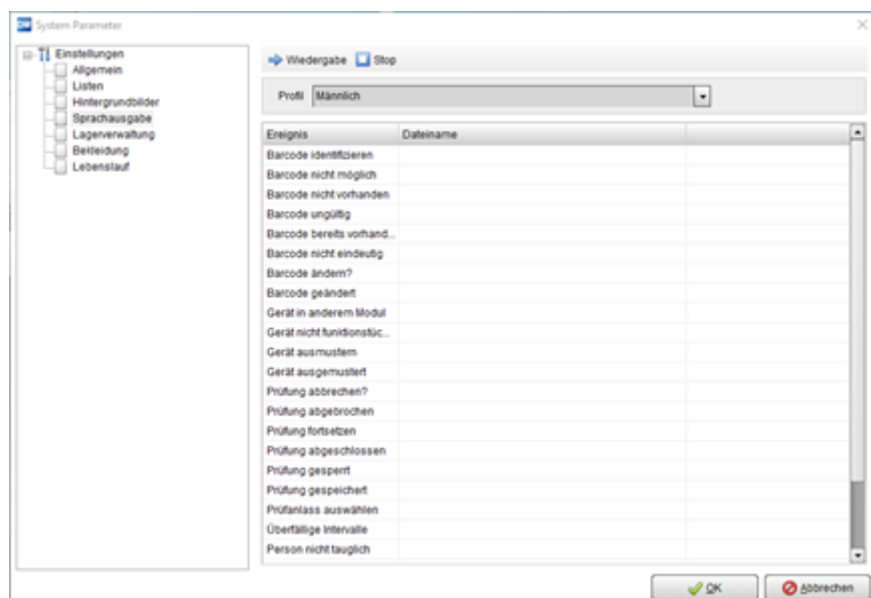 System Parameter
Einstellungen
Allgemein
Listen
Hintergrundbilder
Sprachausgabe
Lagerverwaltung
Bekleidung
Lebenslauf
Wiedergabe Stop
Profil Männlich
Ereignis Dateiname
Barcode identifizieren
Barcode nicht möglich
Barcode nicht vorhanden
Barcode ungültig
Barcode bereits vorhand...
Barcode nicht eindeutig
Barcode ändern?
Barcode geändert
Gerät in anderem Modul
Gerät nicht funktionstüc...
Gerät ausmustern
Gerät ausgemustert
Prüfung abbrechen?
Prüfung abgebrochen
Prüfung fortsetzen
Prüfung abgeschlossen
Prüfung gesperrt
Prüfung gespeichert
Prüfanlass auswählen
Überfällige Intervalle
Person nicht tauglich
OK Abbrechen